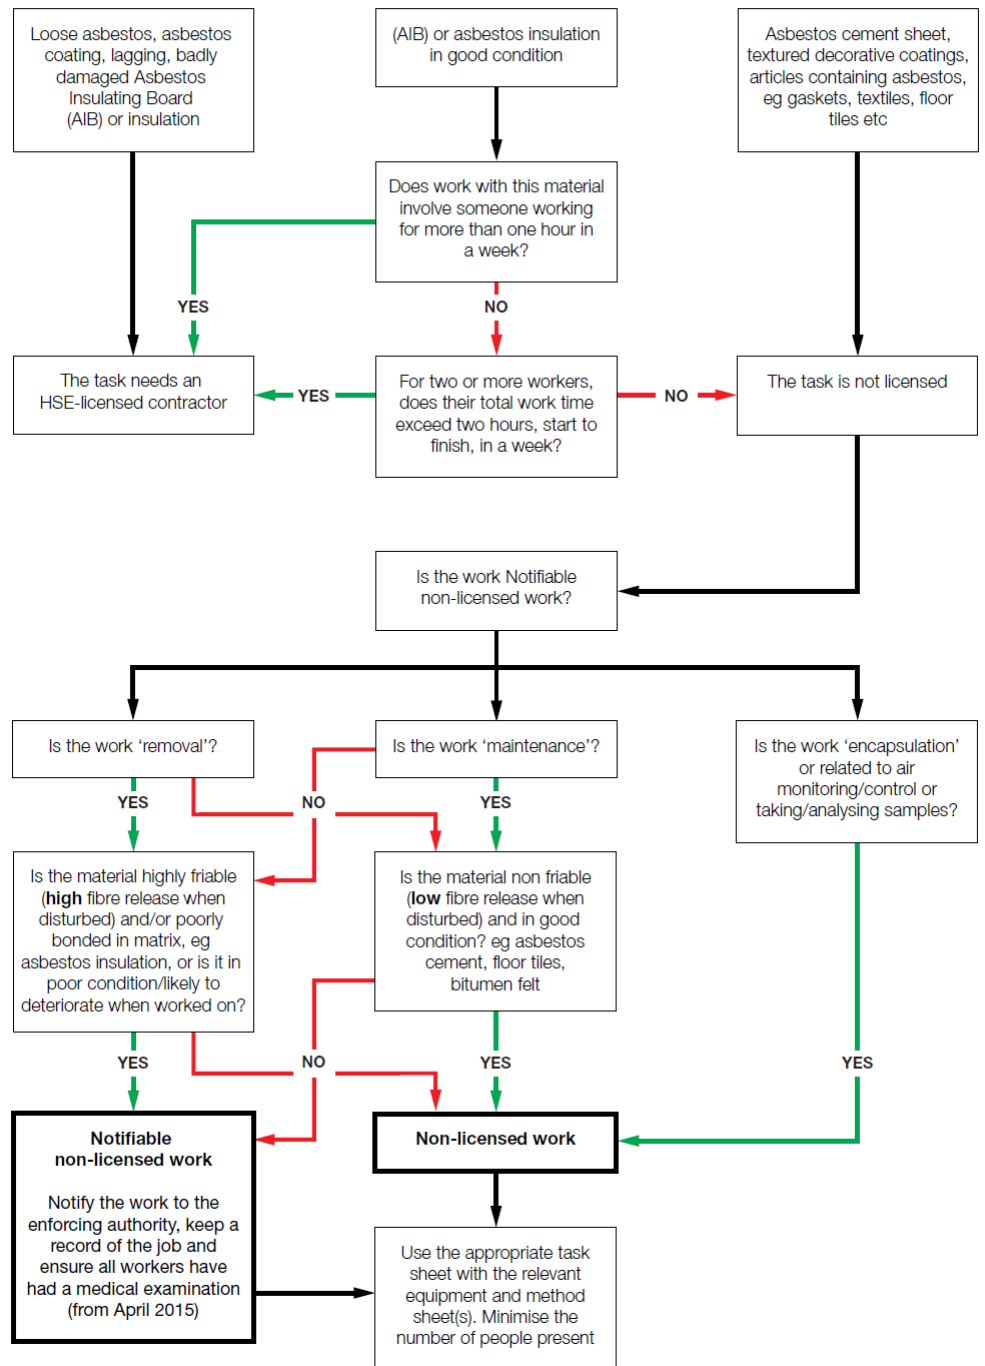 Loose asbestos, asbestos
coating, lagging, badly
damaged Asbestos
Insulating Board
(AIB) or insulation
(AIB) or asbestos insulation
in good condition
Asbestos cement sheet,
textured decorative coatings,
articles containing asbestos,
eg gaskets, textiles, floor
tiles etc
Does work with this material
involve someone working
for more than one hour in
a week?
YES
NO
The task needs an
HSE-licensed contractor
YES
For two or more workers,
does their total work time
exceed two hours, start to
finish, in a week?
NO
The task is not licensed
Is the work Notifiable
non-licensed work?
Is the work ‘removal’?
Is the work ‘maintenance’?
Is the work ‘encapsulation’
or related to air
monitoring/control or
taking/analysing samples?
YES
NO
YES
Is the material highly friable
(high fibre release when
disturbed) and/or poorly
bonded in matrix, eg
asbestos insulation, or is it in
poor condition/likely to
deteriorate when worked on?
Is the material non friable
(low fibre release when
disturbed) and in good
condition? eg asbestos
cement, floor tiles,
bitumen felt
YES
NO
YES
YES
Notifiable
non-licensed work
Notify the work to the
enforcing authority, keep a
record of the job and
ensure all workers have
had a medical examination
(from April 2015)
Non-licensed work
Use the appropriate task
sheet with the relevant
equipment and method
sheet(s). Minimise the
number of people present